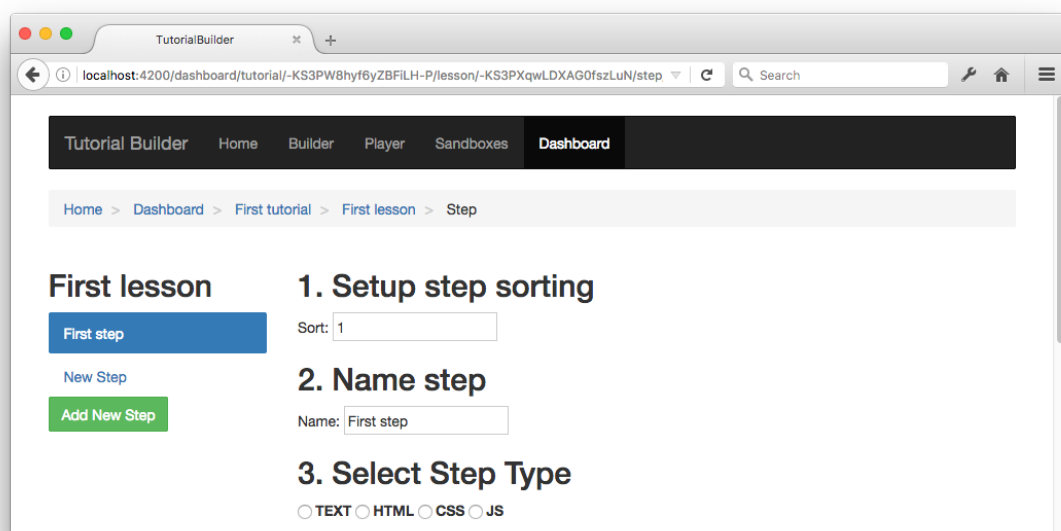 TutorialBuilder × +
localhost:4200/dashboard/tutorial/-KS3PW8hyf6yZBFiLH-P/lesson/-KS3PXqwLDXAG0fszLuN/step Search
Tutorial Builder Home Builder Player Sandboxes Dashboard
Home > Dashboard > First tutorial > First lesson > Step
First lesson
First step
New Step
Add New Step
1. Setup step sorting
Sort: 1
2. Name step
Name: First step
3. Select Step Type
TEXT HTML CSS JS